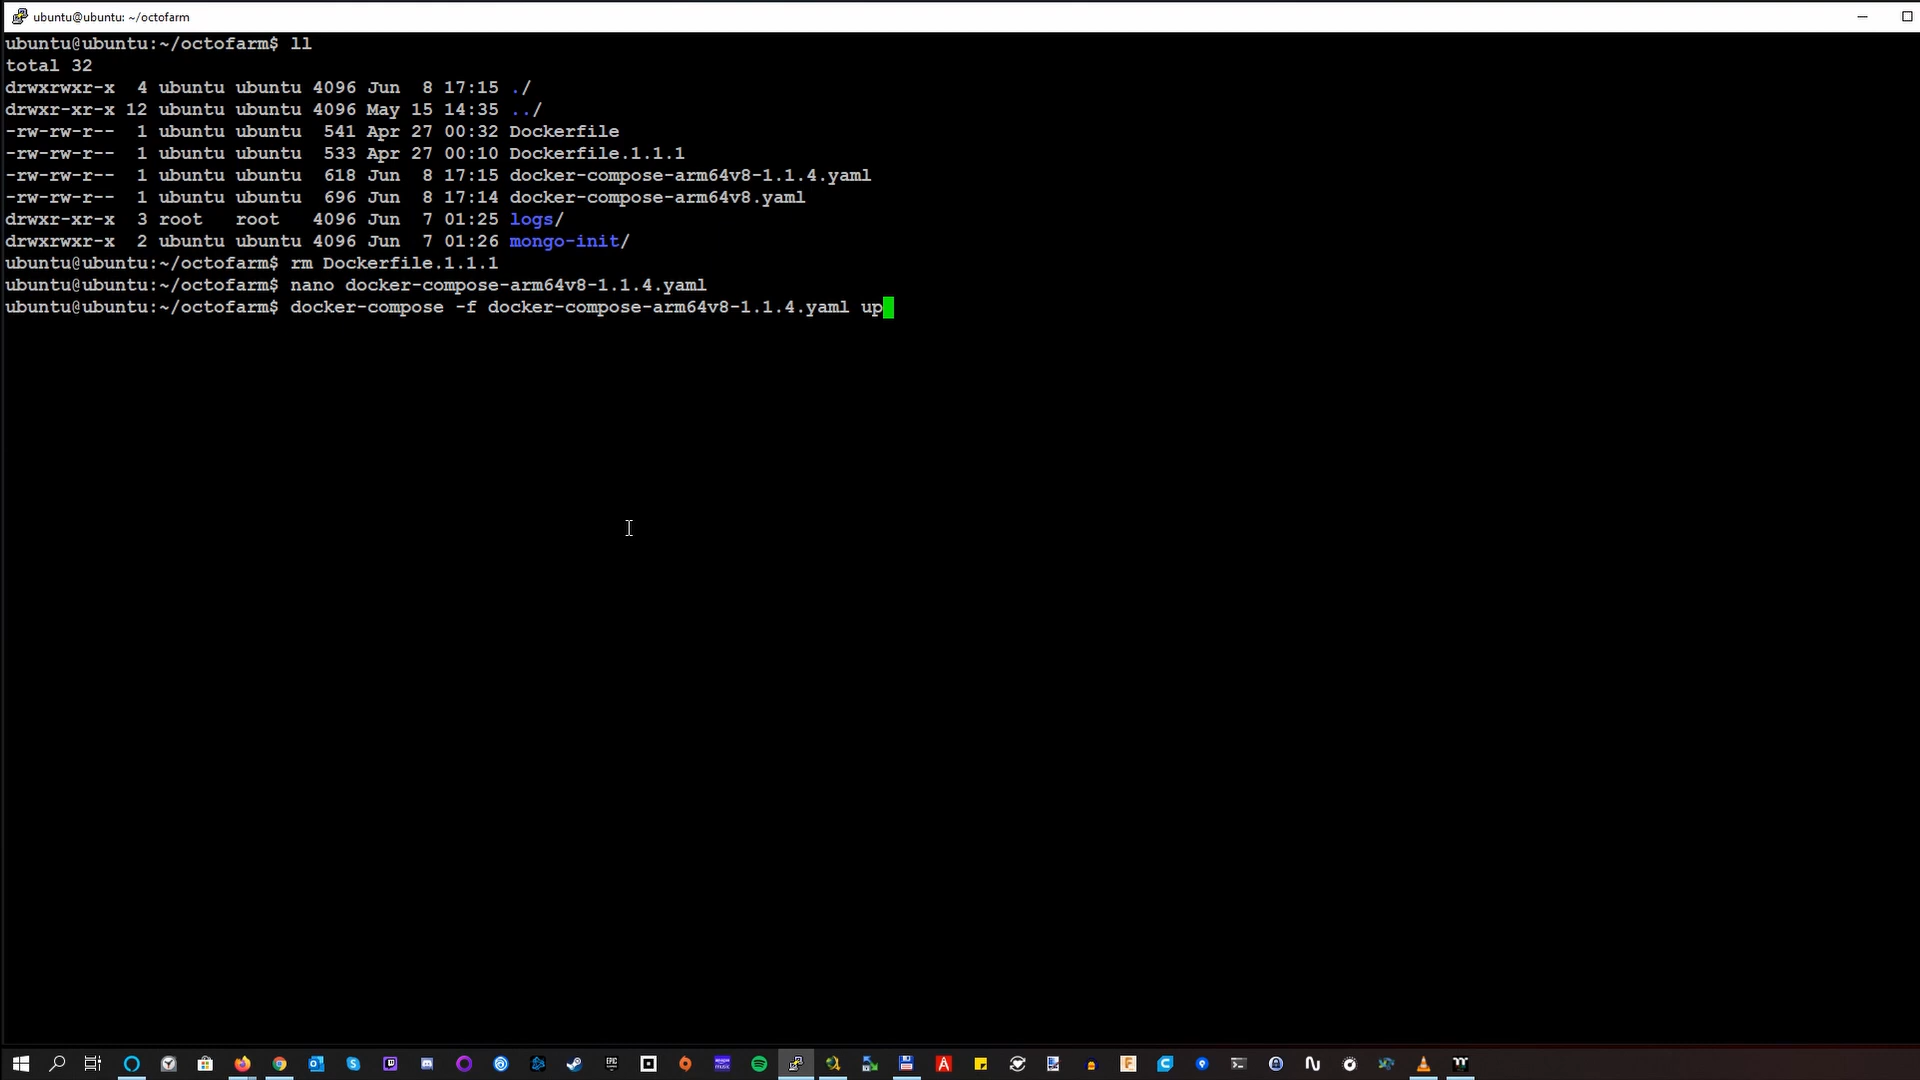 ubuntu@ubuntu: ~/octofarm
ubuntu@ubuntu:~/octofarm$ ll
total 32
drwxrwxr-x  4 ubuntu ubuntu 4096 Jun  8 17:15 ./
drwxr-xr-x 12 ubuntu ubuntu 4096 May 15 14:35 ../
-rw-rw-r--  1 ubuntu ubuntu  541 Apr 27 00:32 Dockerfile
-rw-rw-r--  1 ubuntu ubuntu  533 Apr 27 00:10 Dockerfile.1.1.1
-rw-rw-r--  1 ubuntu ubuntu  618 Jun  8 17:15 docker-compose-arm64v8-1.1.4.yaml
-rw-rw-r--  1 ubuntu ubuntu  696 Jun  8 17:14 docker-compose-arm64v8.yaml
drwxr-xr-x  3 root   root   4096 Jun  7 01:25 logs/
drwxrwxr-x  2 ubuntu ubuntu 4096 Jun  7 01:26 mongo-init/
ubuntu@ubuntu:~/octofarm$ rm Dockerfile.1.1.1
ubuntu@ubuntu:~/octofarm$ nano docker-compose-arm64v8-1.1.4.yaml
ubuntu@ubuntu:~/octofarm$ docker-compose -f docker-compose-arm64v8-1.1.4.yaml up